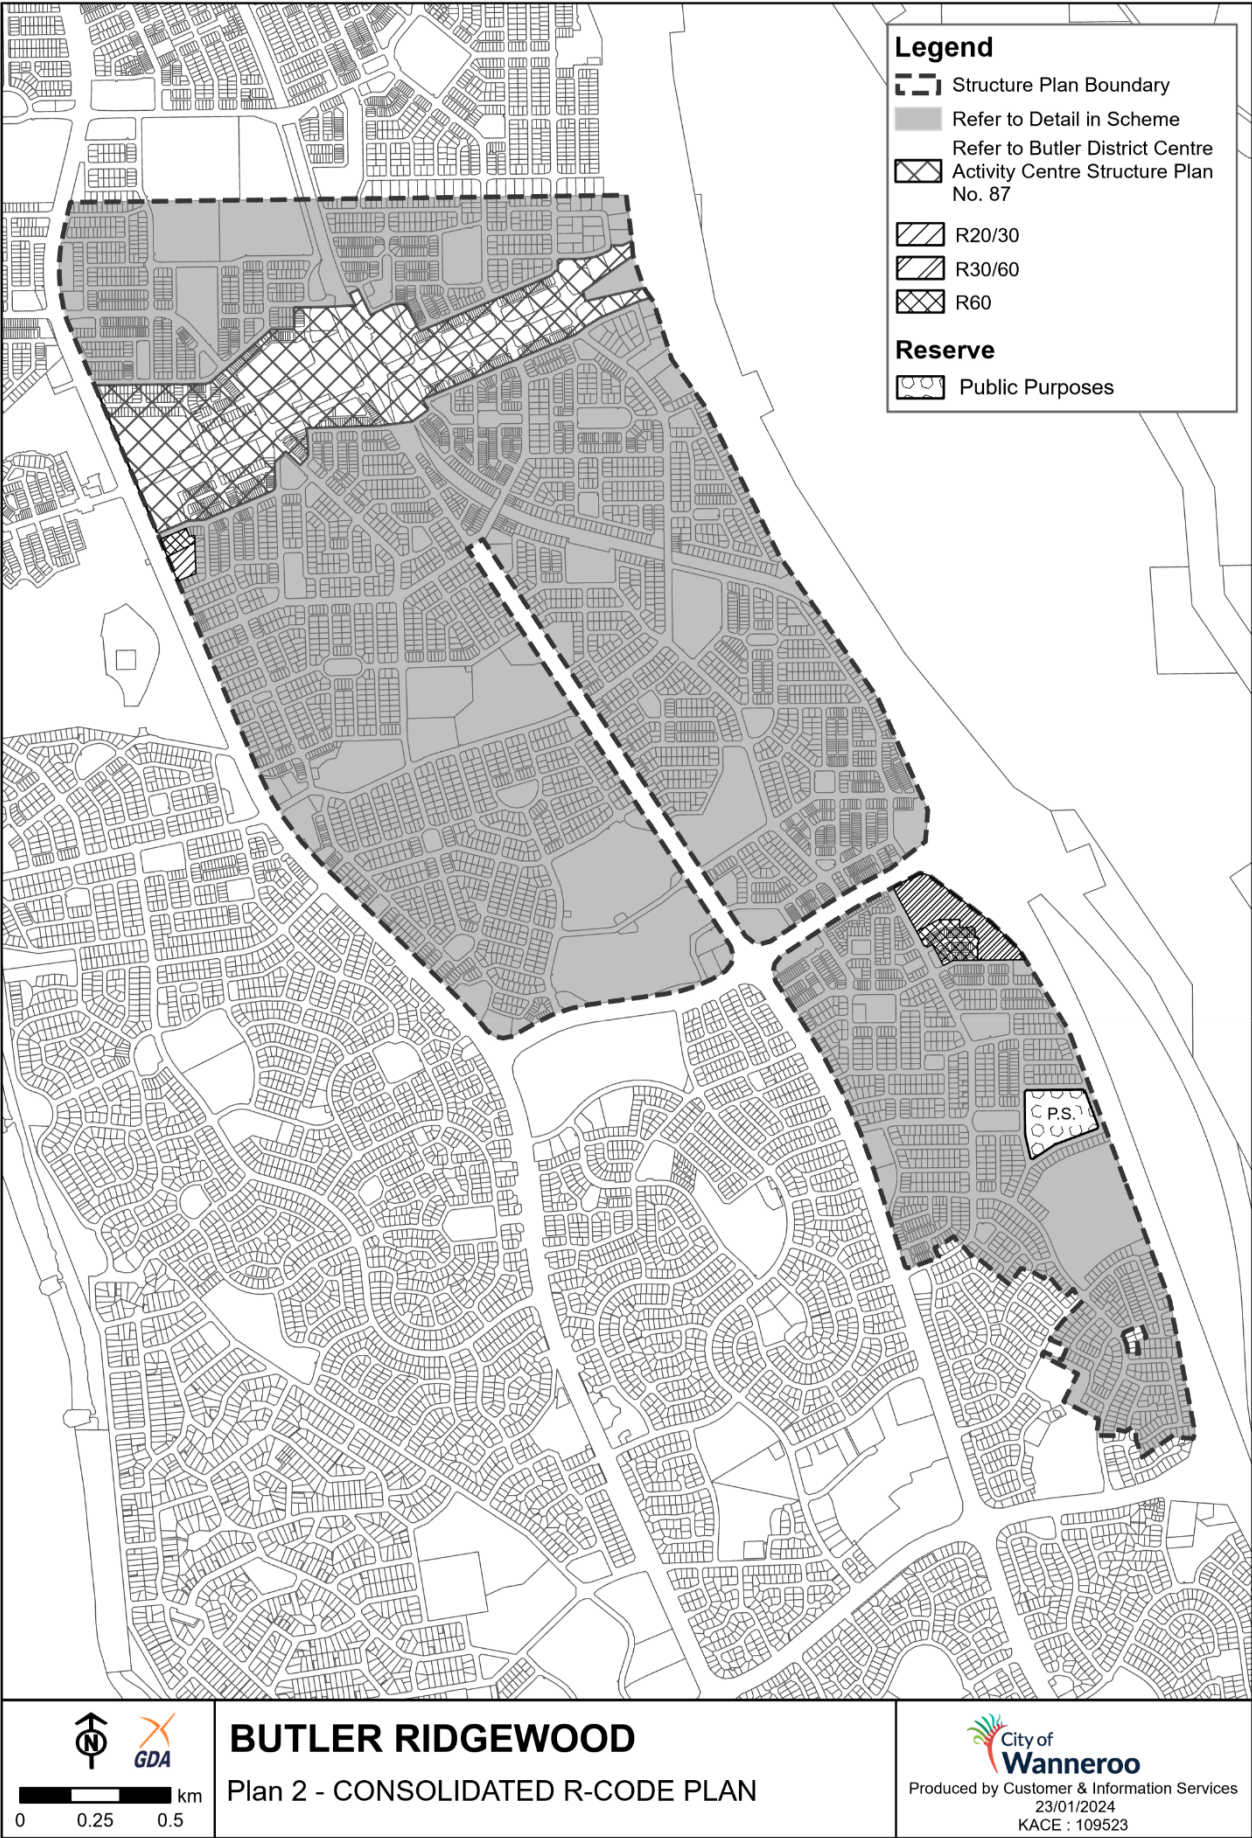 Legend
Structure Plan Boundary
Refer to Detail in Scheme
Refer to Butler District Centre
Activity Centre Structure Plan
No. 87
R20/30
R30/60
R60
Reserve
Public Purposes
P.S.
N
GDA
km
0 0.25 0.5
BUTLER RIDGEWOOD
Plan 2 - CONSOLIDATED R-CODE PLAN
City of
Wanneroo
Produced by Customer & Information Services
23/01/2024
KACE : 109523